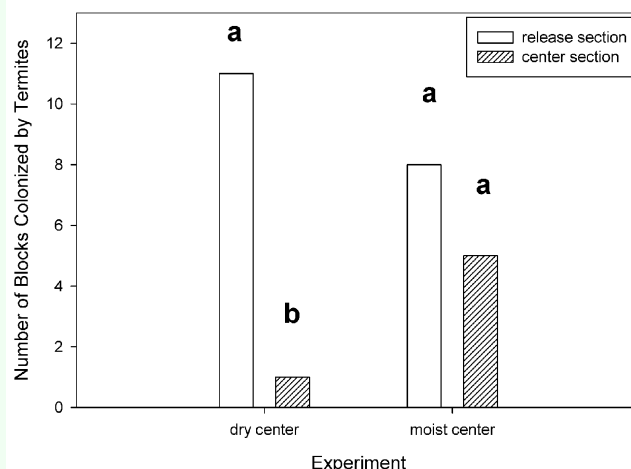 release section
center section
a
a
a
b
12
10
8
6
4
2
0
Number of Blocks Colonized by Termites
dry center
moist center
Experiment